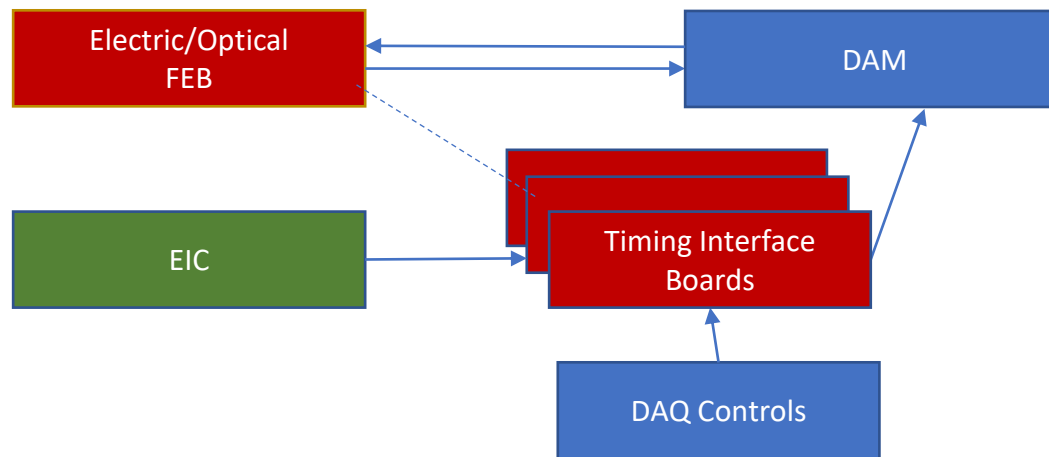 Electric/Optical
FEB
DAM
EIC
Timing Interface
Boards
DAQ Controls